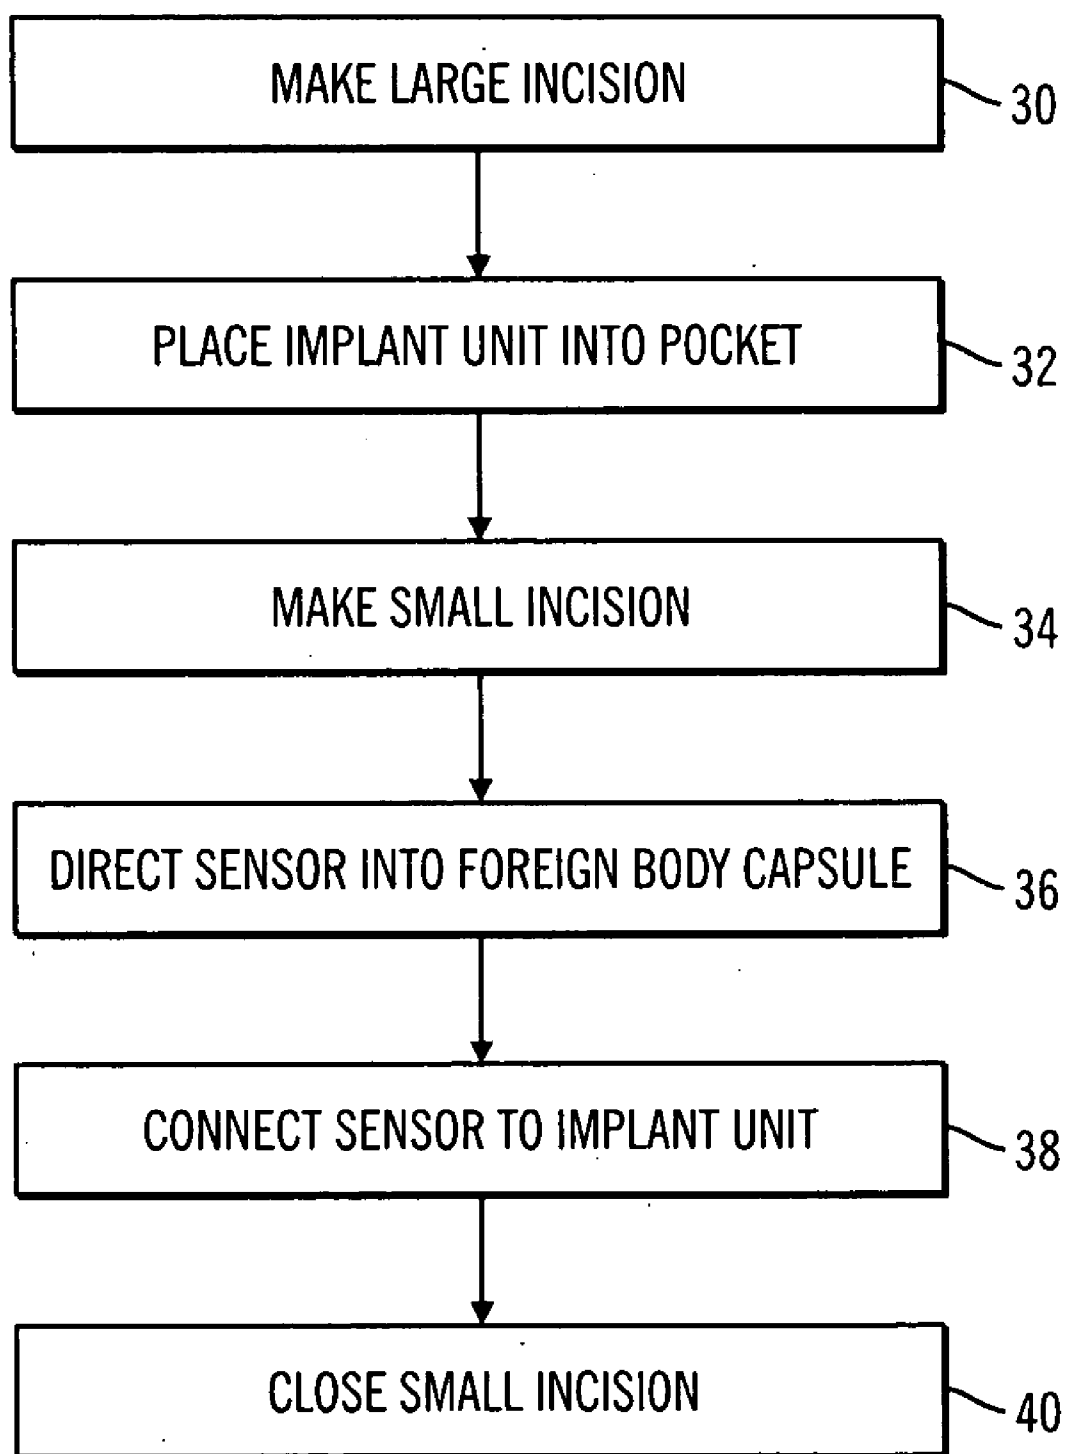 MAKE LARGE INCISION
30
PLACE IMPLANT UNIT INTO POCKET
32
MAKE SMALL INCISION
34
DIRECT SENSOR INTO FOREIGN BODY CAPSULE
36
CONNECT SENSOR TO IMPLANT UNIT
38
CLOSE SMALL INCISION
40